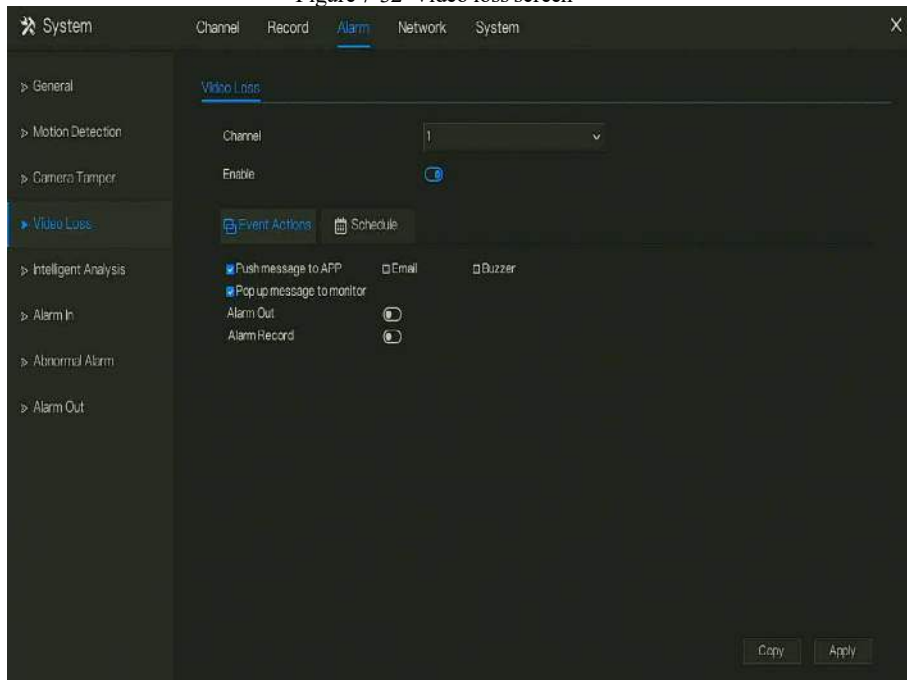 Figure 7-32 Video loss screen
System Channel Record Alarm Network System X
General
Motion Detection
Camera Tamper
Video Loss
Intelligent Analysis
Alarm In
Abnormal Alarm
Alarm Out
Video Loss
Channel 1
Enable
Event Actions Schedule
Push message to APP Email Buzzer
Pop up message to monitor
Alarm Out
Alarm Record
Copy Apply